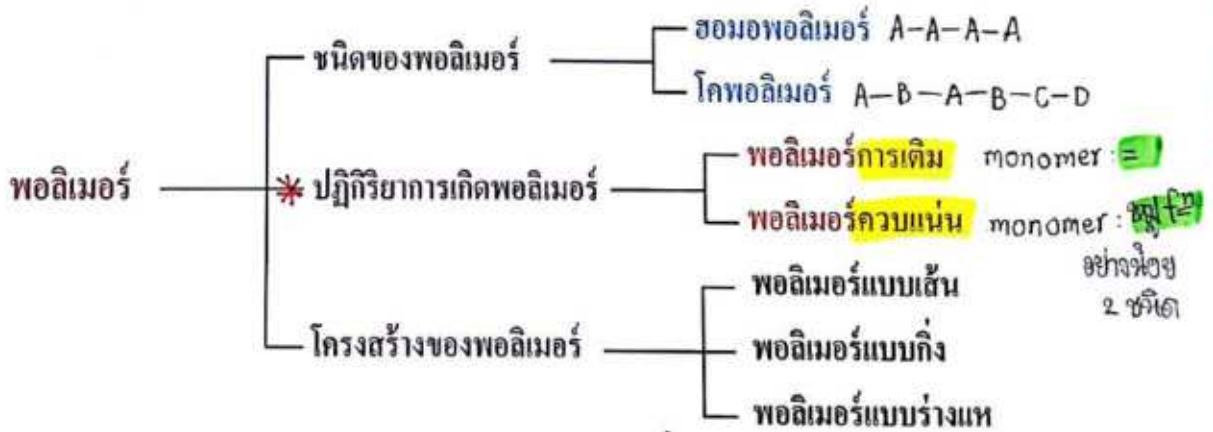 ฮอมอพอลิเมอร์ A-A-A-A
ชนิดของพอลิเมอร์
โคพอลิเมอร์ A-B-A-B-C-D
พอลิเมอร์การเติม monomer : =
พอลิเมอร์
* ปฏิกิริยาการเกิดพอลิเมอร์
พอลิเมอร์ควบแน่น monomer : หมู่ fⁿ
อย่างน้อย
2 ชนิด
พอลิเมอร์แบบเส้น
โครงสร้างของพอลิเมอร์
พอลิเมอร์แบบกิ่ง
พอลิเมอร์แบบร่างแห